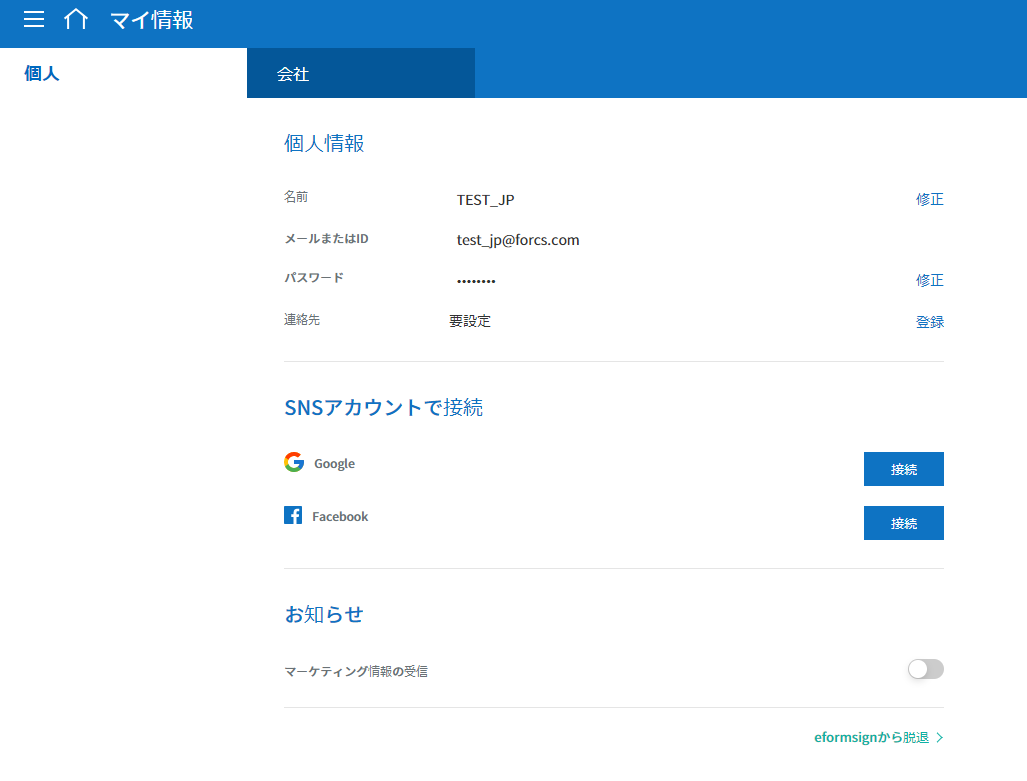 マイ情報
個人
会社
個人情報
名前 TEST_JP 修正
メールまたはID test_jp@forcs.com
パスワード •••••••• 修正
連絡先 要設定 登録
SNSアカウントで接続
Google 接続
Facebook 接続
お知らせ
マーケティング情報の受信
eformsignから脱退 >